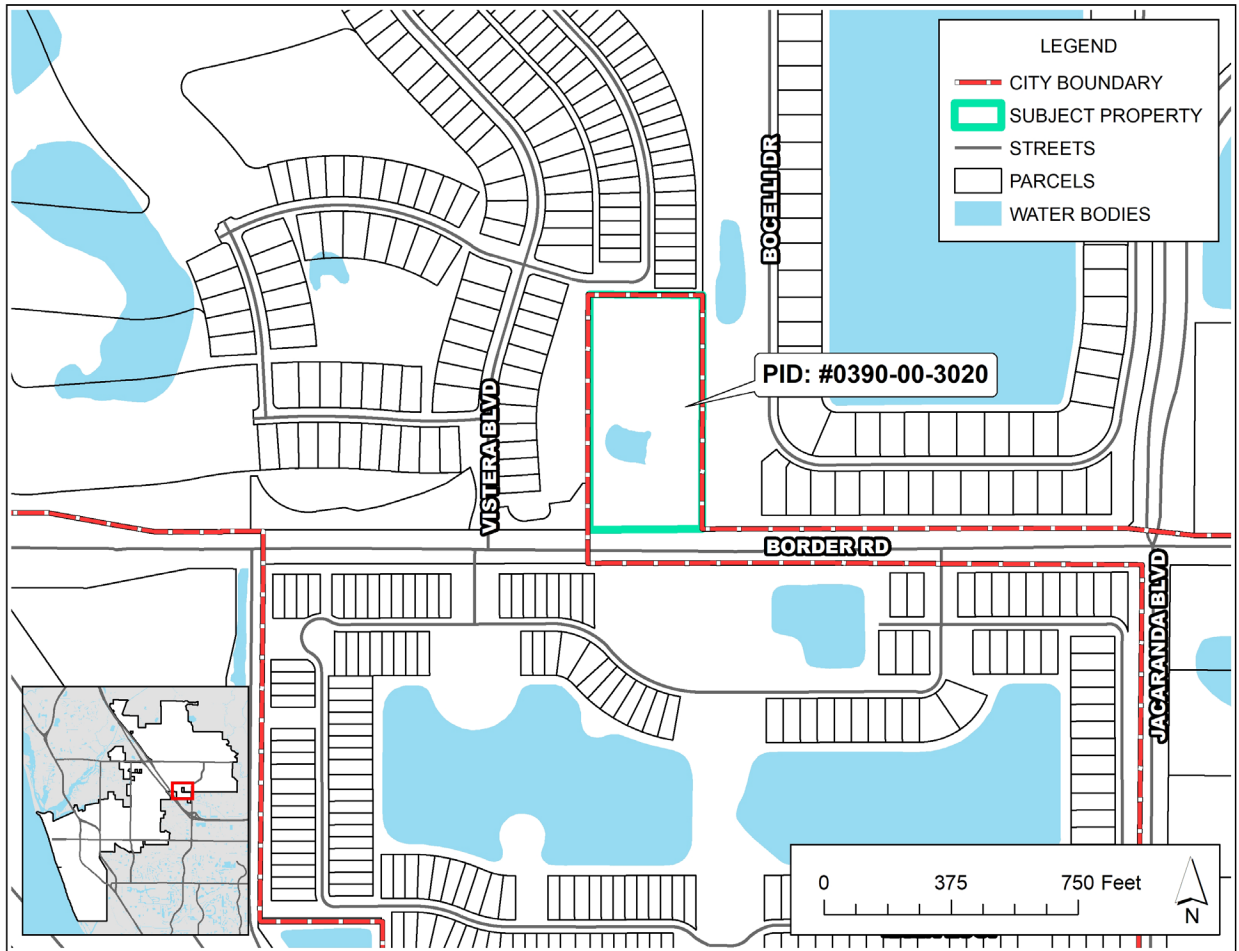 LEGEND
CITY BOUNDARY
SUBJECT PROPERTY
STREETS
PARCELS
WATER BODIES
BOCELLI DR
PID: #0390-00-3020
VISTERA BLVD
BORDER RD
JACARANDA BLVD
0 375 750 Feet
N